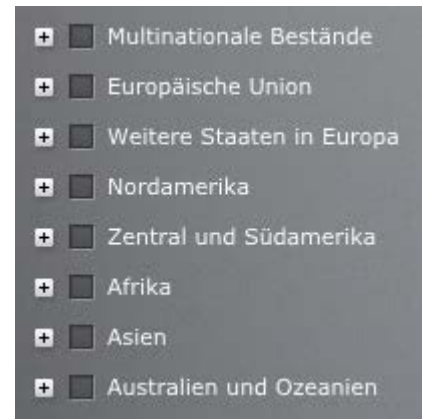 Multinationale Bestände
Europäische Union
Weitere Staaten in Europa
Nordamerika
Zentral und Südamerika
Afrika
Asien
Australien und Ozeanien